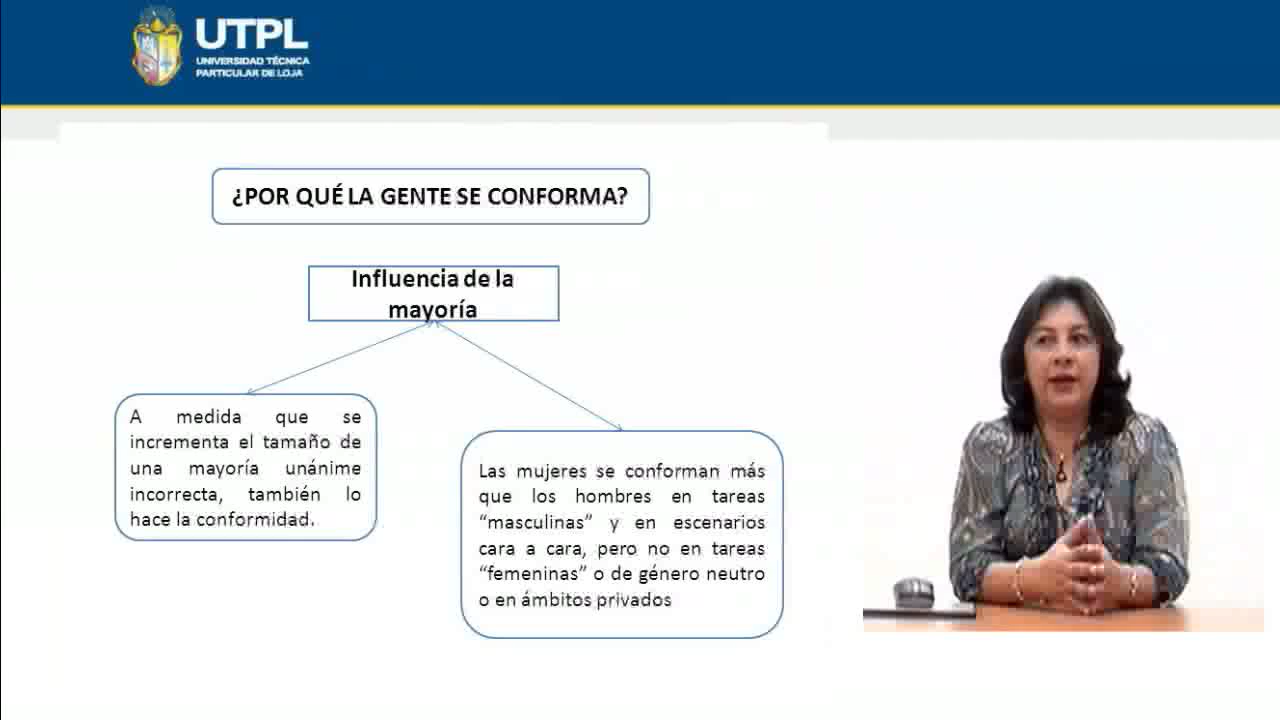 UTPL
UNIVERSIDAD TÉCNICA
PARTICULAR DE LOJA
¿POR QUÉ LA GENTE SE CONFORMA?
Influencia de la
mayoría
A medida que se
incrementa el tamaño de
una mayoría unánime
incorrecta, también lo
hace la conformidad.
Las mujeres se conforman más
que los hombres en tareas
“masculinas” y en escenarios
cara a cara, pero no en tareas
“femeninas” o de género neutro
o en ámbitos privados